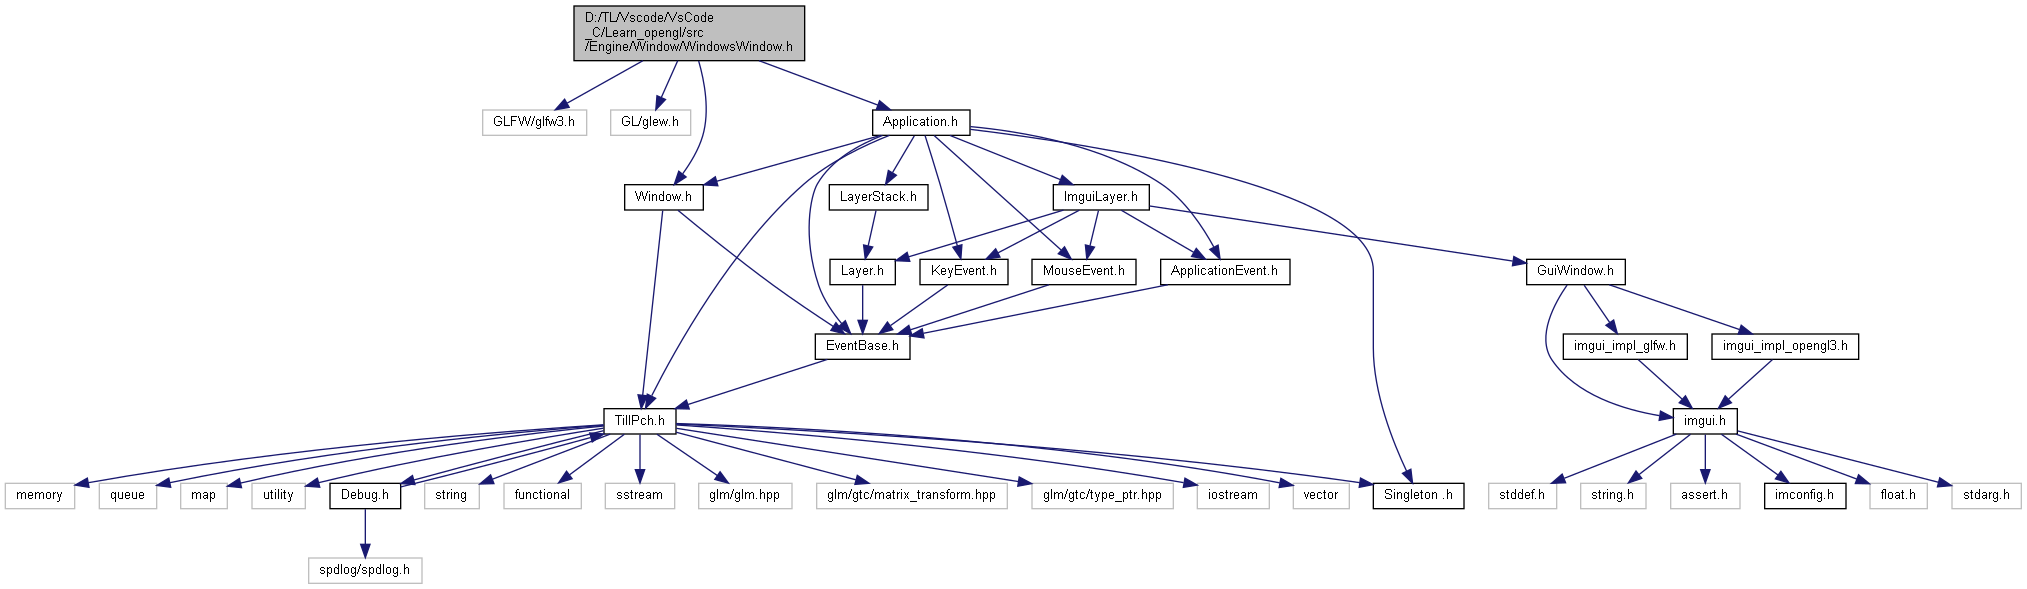 D:/TL/Vscode/VsCode
_C/Learn_opengl/src
/Engine/Window/WindowsWindow.h
GLFW/glfw3.h
GL/glew.h
Application.h
Window.h
LayerStack.h
ImguiLayer.h
Layer.h
KeyEvent.h
MouseEvent.h
ApplicationEvent.h
GuiWindow.h
EventBase.h
imgui_impl_glfw.h
imgui_impl_opengl3.h
TillPch.h
imgui.h
memory
queue
map
utility
Debug.h
string
functional
sstream
glm/glm.hpp
glm/gtc/matrix_transform.hpp
glm/gtc/type_ptr.hpp
iostream
vector
Singleton .h
stddef.h
string.h
assert.h
imconfig.h
float.h
stdarg.h
spdlog/spdlog.h